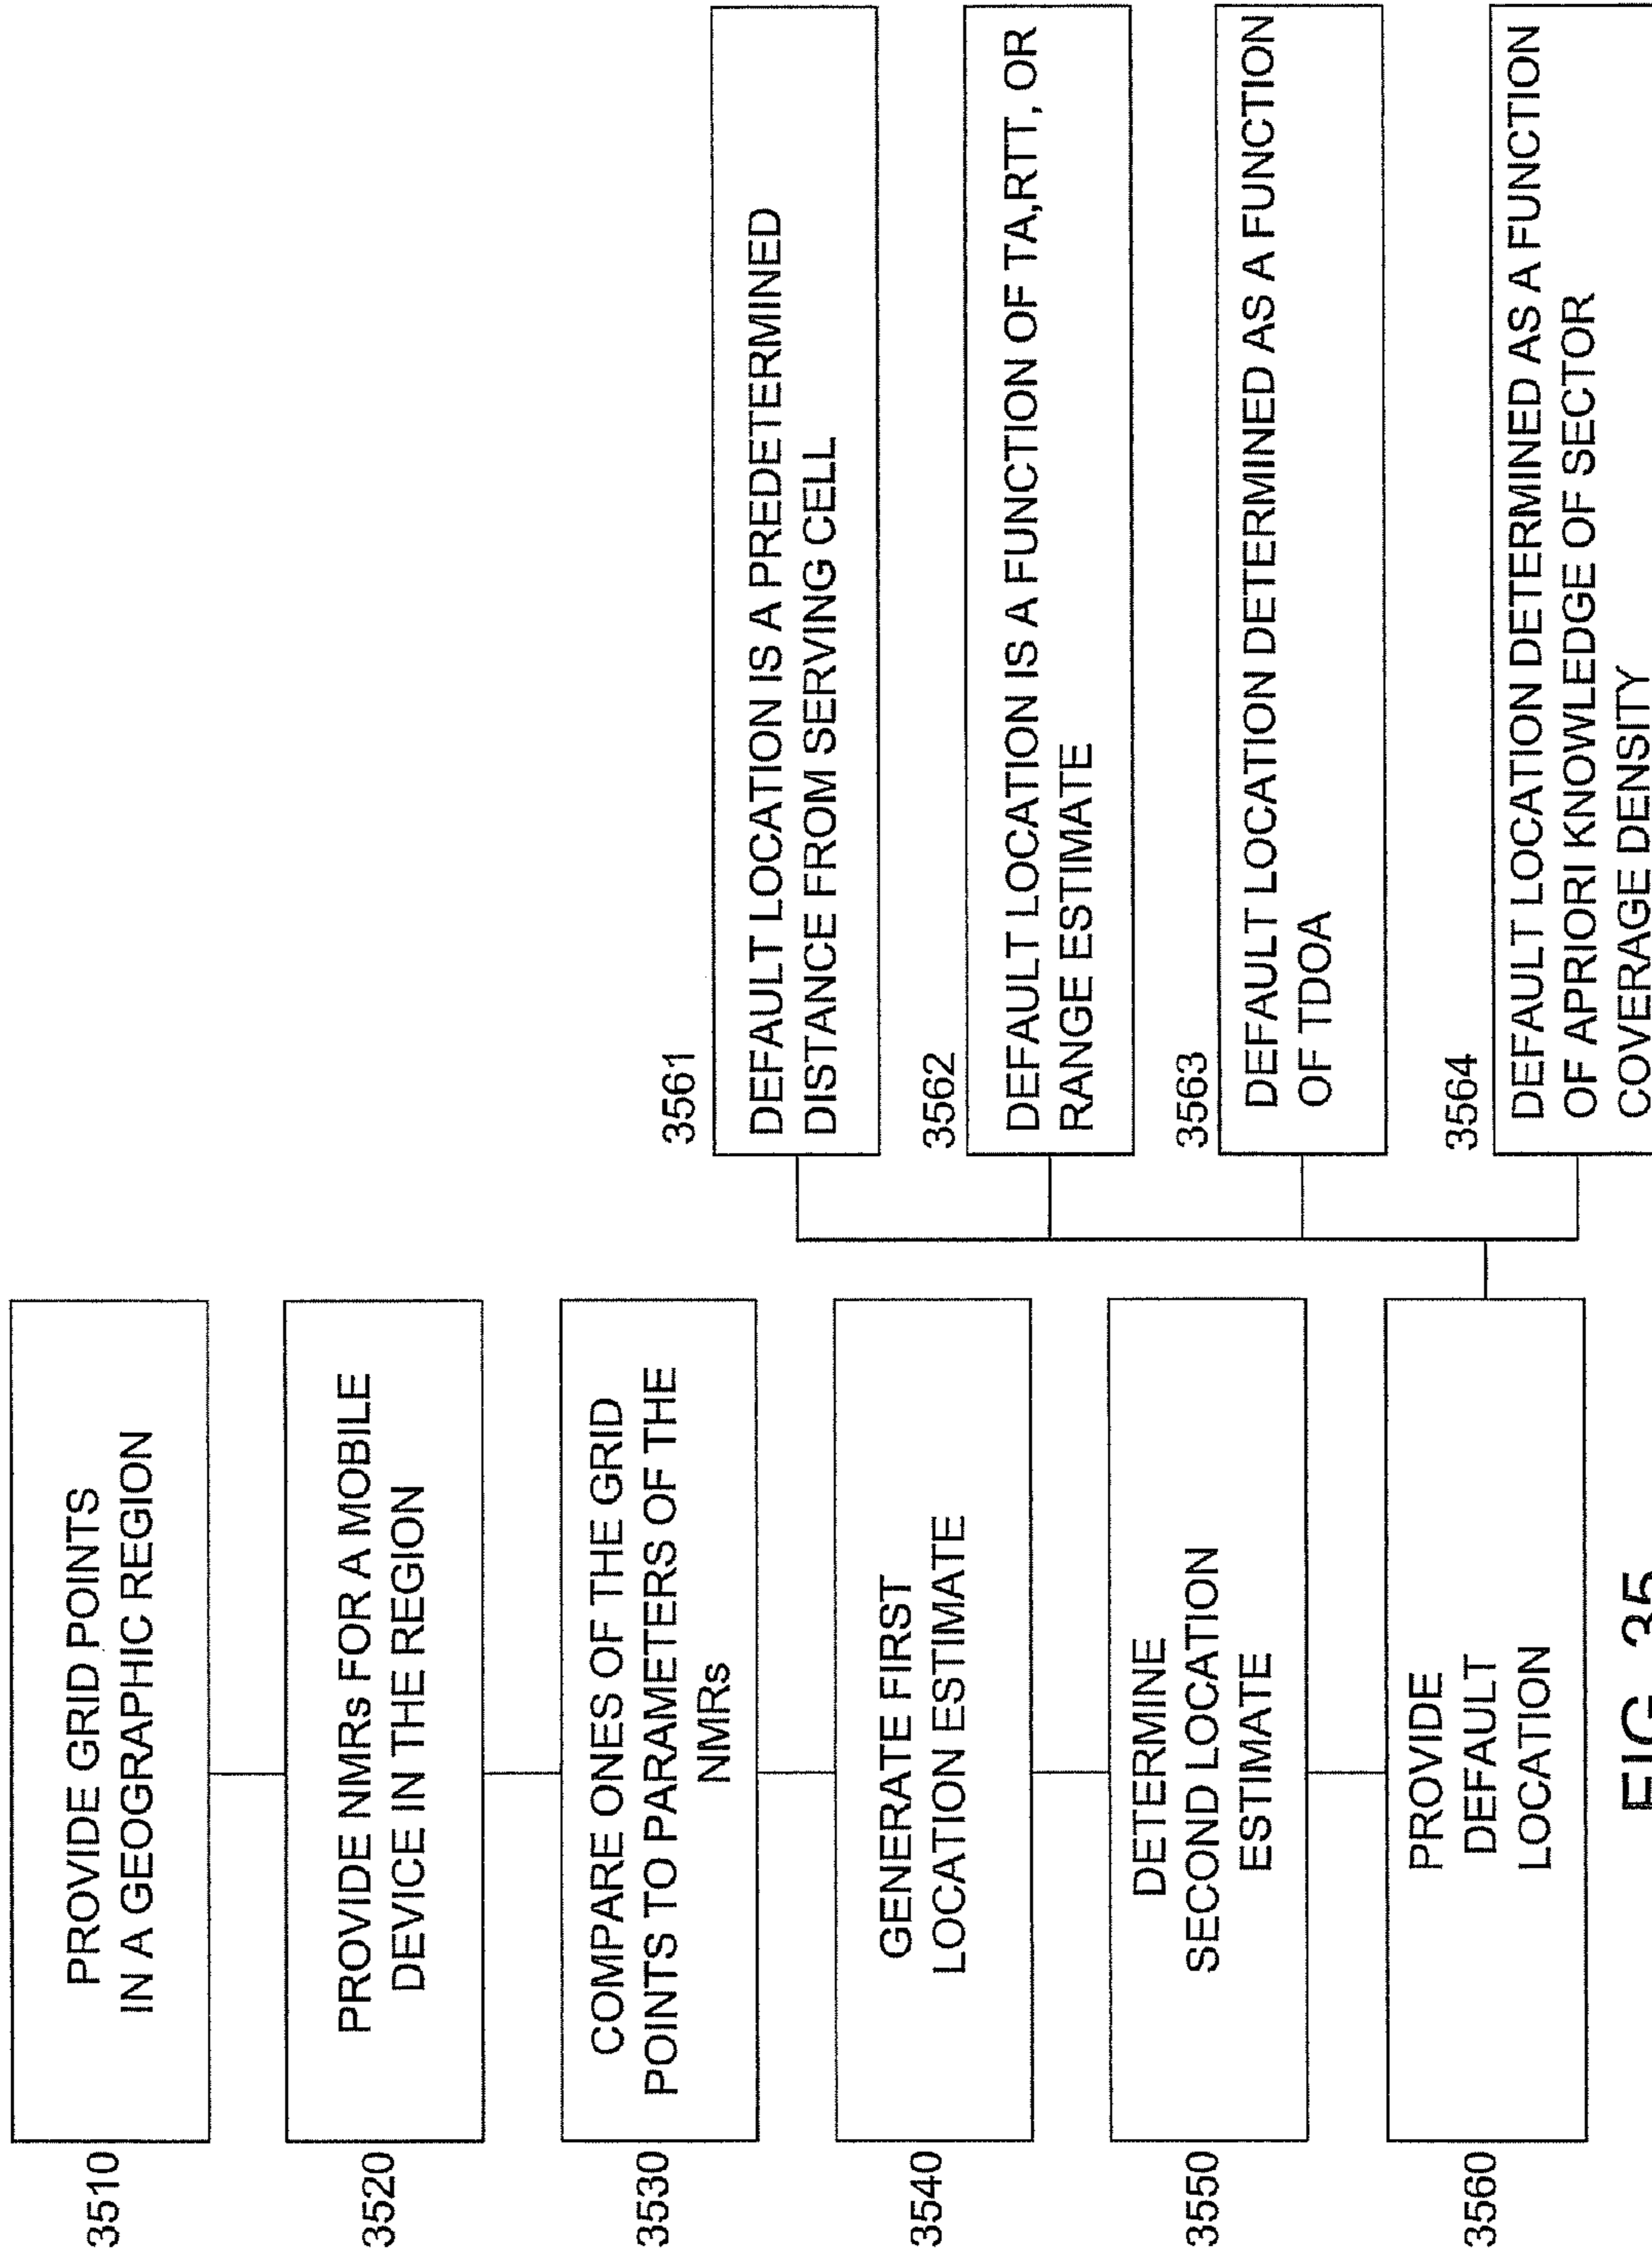 3510
PROVIDE GRID POINTS
IN A GEOGRAPHIC REGION
3520
PROVIDE NMRs FOR A MOBILE
DEVICE IN THE REGION
3530
COMPARE ONES OF THE GRID
POINTS TO PARAMETERS OF THE
NMRs
3540
GENERATE FIRST
LOCATION ESTIMATE
3550
DETERMINE
SECOND LOCATION
ESTIMATE
3560
PROVIDE
DEFAULT
LOCATION
3561
DEFAULT LOCATION IS A PREDETERMINED
DISTANCE FROM SERVING CELL
3562
DEFAULT LOCATION IS A FUNCTION OF TA,RTT, OR
RANGE ESTIMATE
3563
DEFAULT LOCATION DETERMINED AS A FUNCTION
OF TDOA
3564
DEFAULT LOCATION DETERMINED AS A FUNCTION
OF APRIORI KNOWLEDGE OF SECTOR
COVERAGE DENSITY
FIG. 35